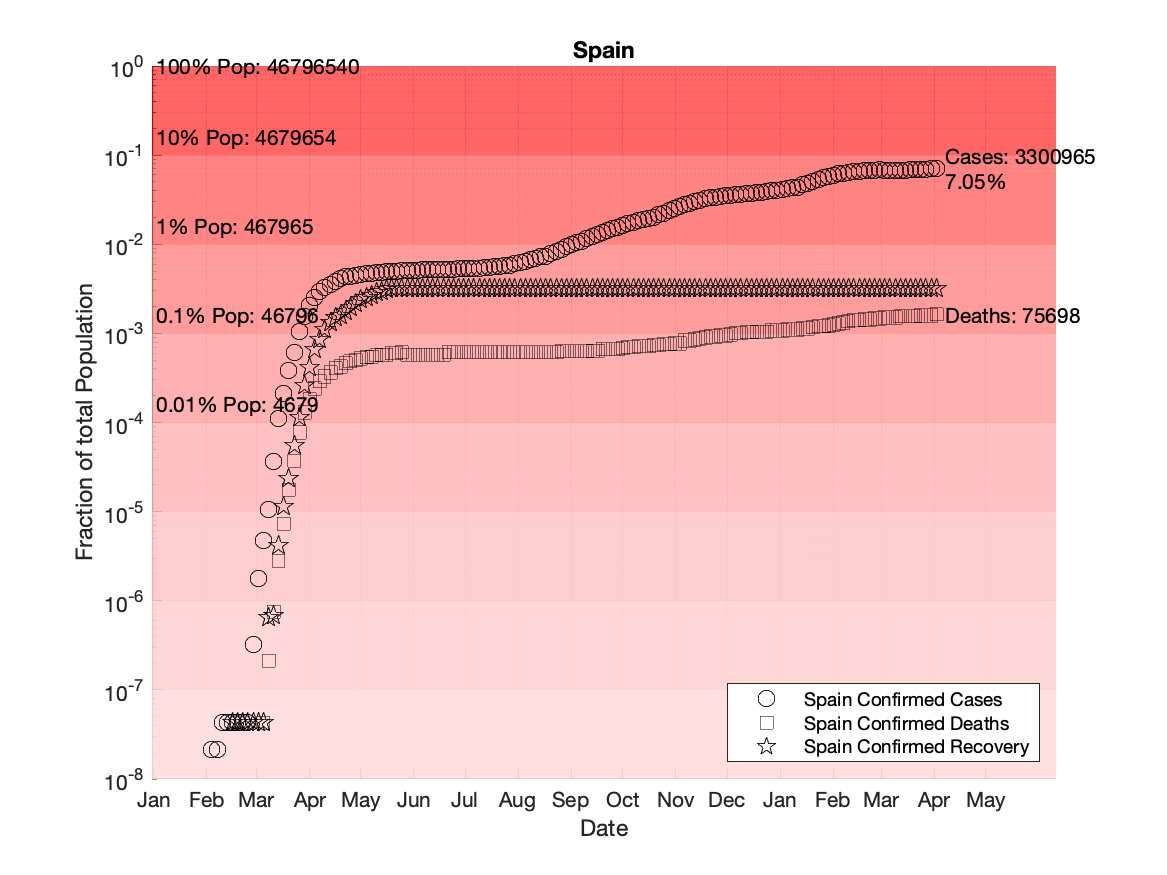 Spain
10^0
100% Pop: 46796540
10% Pop: 4679654
10^-1
Cases: 3300965
7.05%
1% Pop: 467965
10^-2
0.1% Pop: 46796
Deaths: 75698
10^-3
0.01% Pop: 4679
10^-4
10^-5
10^-6
10^-7
10^-8
Fraction of total Population
Spain Confirmed Cases
Spain Confirmed Deaths
Spain Confirmed Recovery
Jan Feb Mar Apr May Jun Jul Aug Sep Oct Nov Dec Jan Feb Mar Apr May
Date